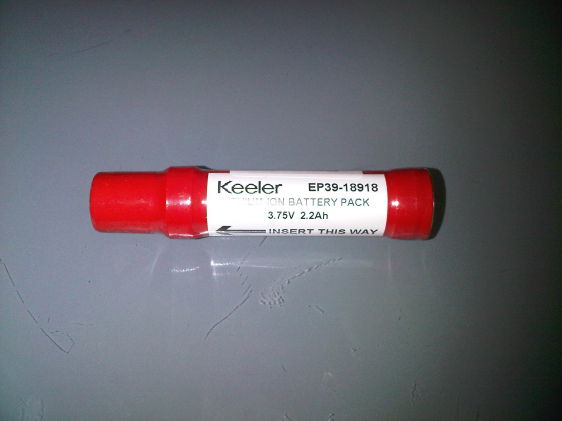 Keeler EP39-18918
ION BATTERY PACK
3.75V 2.2Ah
INSERT THIS WAY